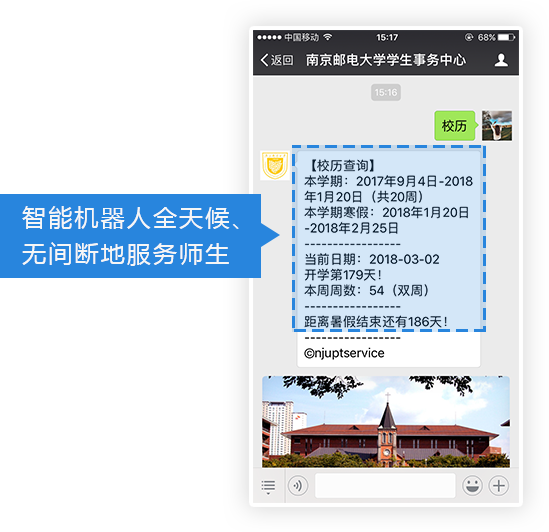 中国移动
15:17
68%
返回
南京邮电大学学生事务中心
15:16
校历
【校历查询】
本学期：2017年9月4日-2018
年1月20日（共20周）
本学期寒假：2018年1月20日
-2018年2月25日
-----------------
当前日期：2018-03-02
开学第179天！
本周周数：54（双周）
-----------------
距离暑假结束还有186天！
-----------------
©njuptservice
智能机器人全天候、
无间断地服务师生